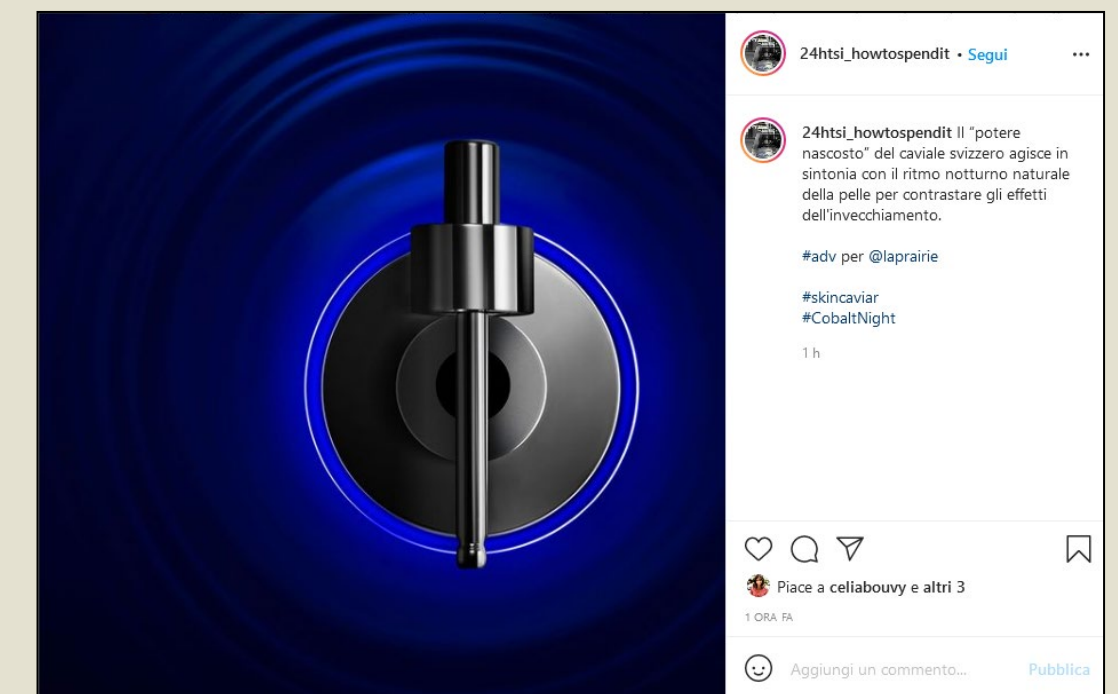 24htsi_howtospendit • Segui
24htsi_howtospendit Il “potere
nascosto” del caviale svizzero agisce in
sintonia con il ritmo notturno naturale
della pelle per contrastare gli effetti
dell'invecchiamento.
#adv per @laprairie
#skincaviar
#CobaltNight
1 h
Piace a celiabouvy e altri 3
1 ORA FA
Aggiungi un commento... Pubblica